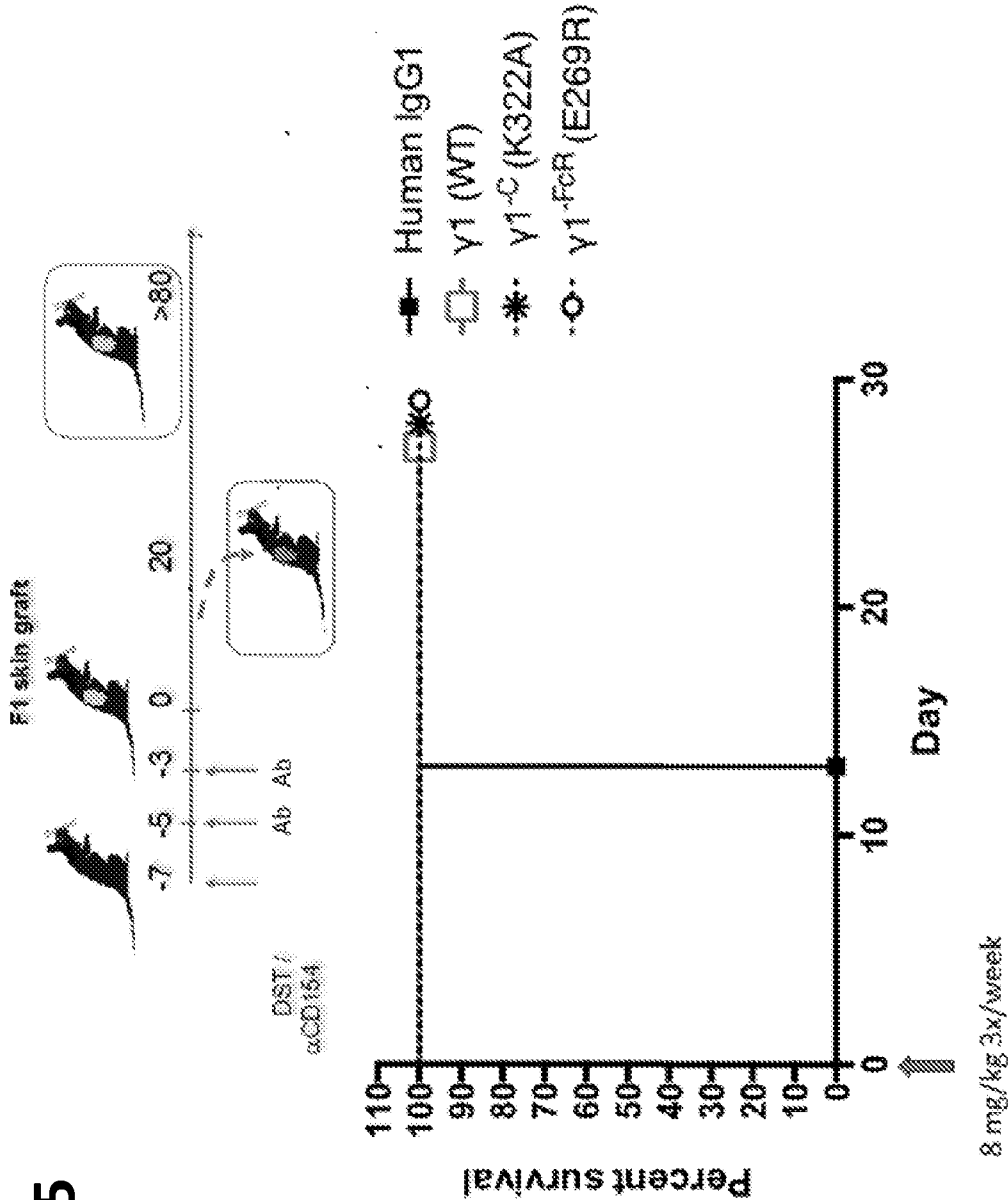 5
F1 skin graft
-7 -5 -3 0 20 >80
Ab Ab
DST /
αCD154
Percent survival
110
100
90
80
70
60
50
40
30
20
10
0
0 10 20 30
Day
8 mg/kg 3x/week
Human IgG1
γ1 (WT)
γ1-C (K322A)
γ1-FcR (E269R)